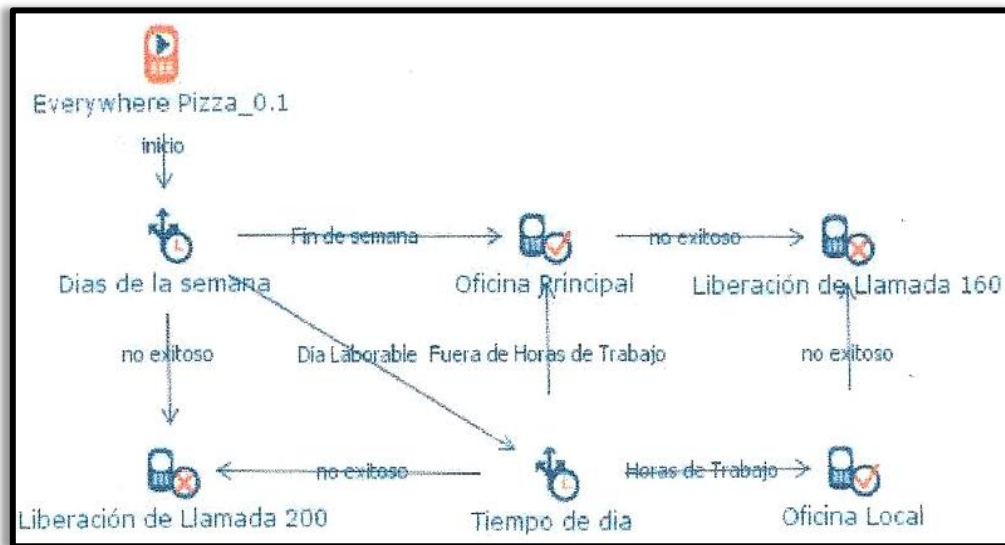 Everywhere Pizza_0.1
inicio
Fin de semana
no exitoso
Dias de la semana
Oficina Principal
Liberación de Llamada 160
no exitoso
Dia Laborable
Fuera de Horas de Trabajo
no exitoso
no exitoso
Horas de Trabajo
Liberación de Llamada 200
Tiempo de dia
Oficina Local